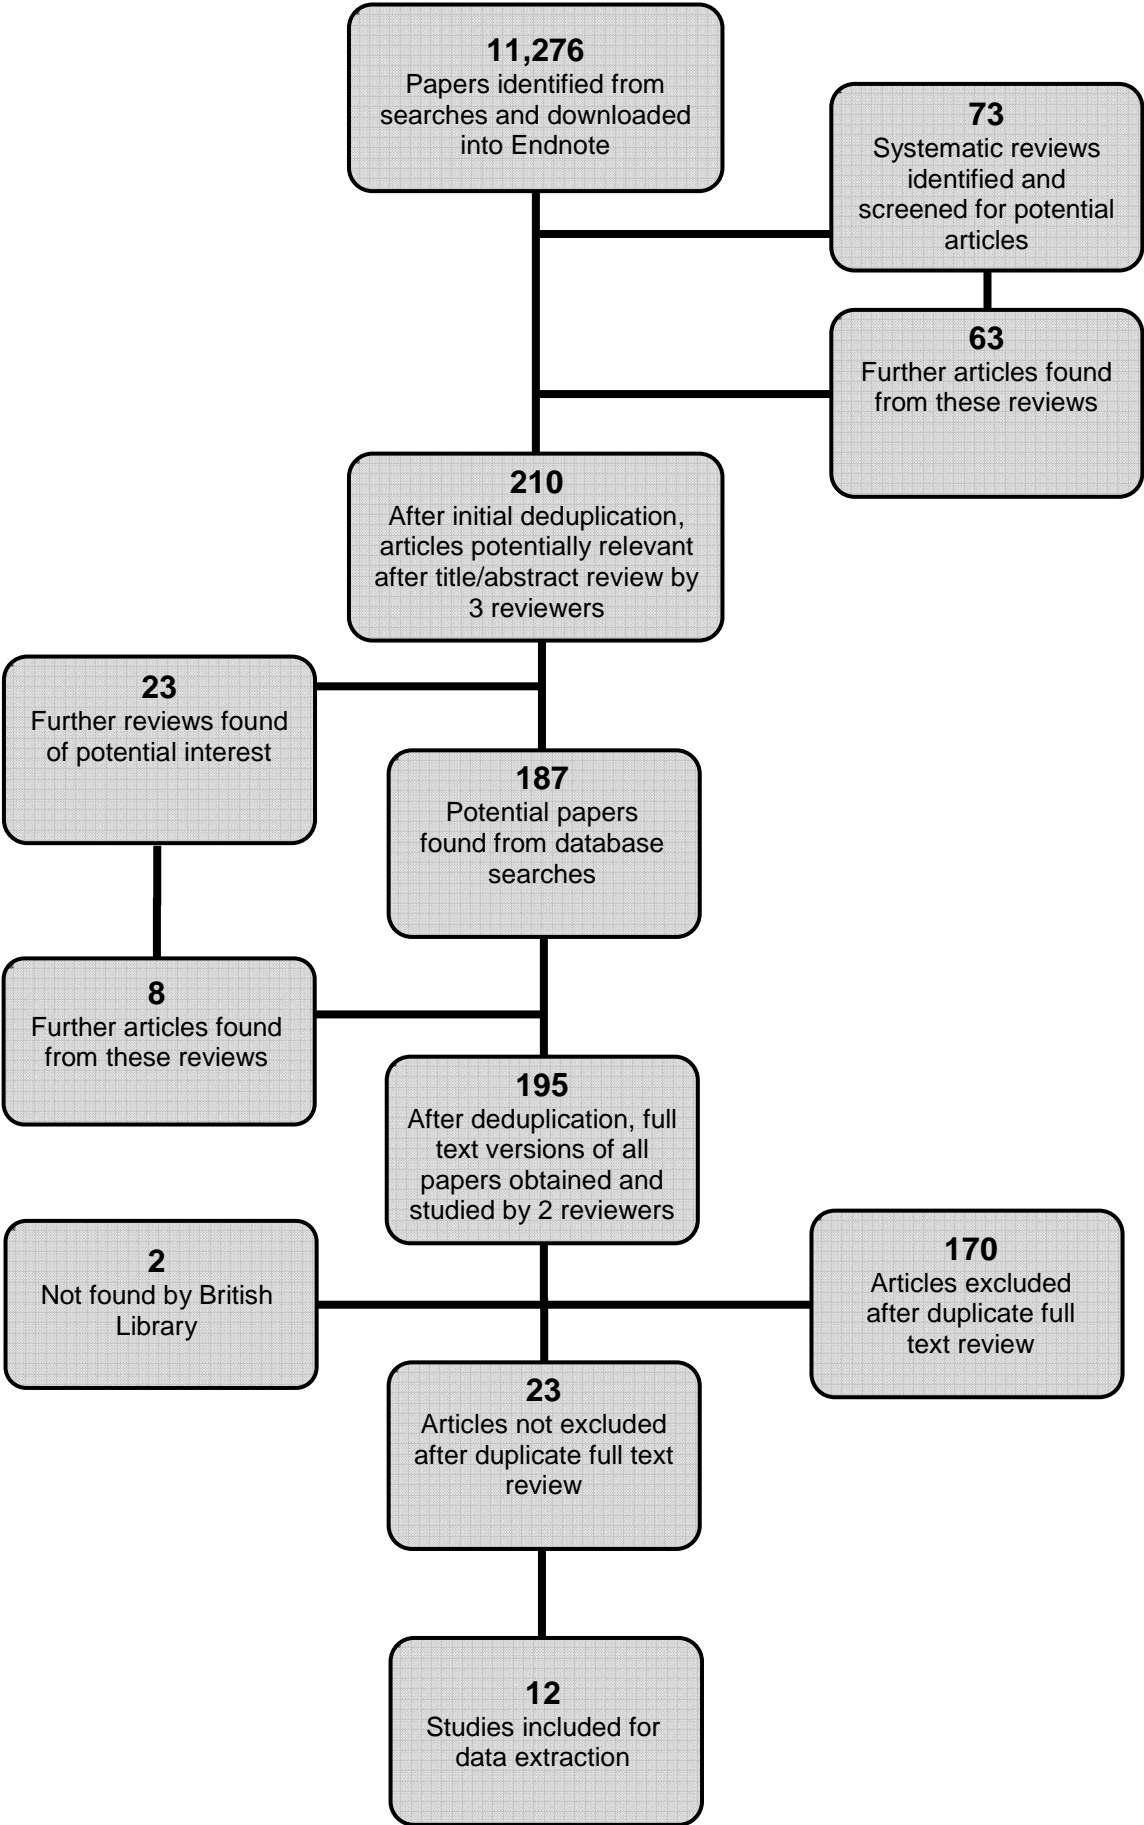 11,276
Papers identified from
searches and downloaded
into Endnote
73
Systematic reviews
identified and
screened for potential
articles
63
Further articles found
from these reviews
210
After initial deduplication,
articles potentially relevant
after title/abstract review by
3 reviewers
23
Further reviews found
of potential interest
187
Potential papers
found from database
searches
8
Further articles found
from these reviews
195
After deduplication, full
text versions of all
papers obtained and
studied by 2 reviewers
2
Not found by British
Library
170
Articles excluded
after duplicate full
text review
23
Articles not excluded
after duplicate full text
review
12
Studies included for
data extraction